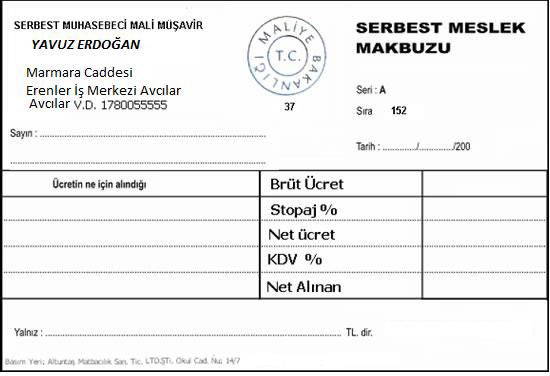 SERBEST MUHASEBECİ MALİ MÜŞAVİR
YAVUZ ERDOĞAN
Marmara Caddesi
Erenler İş Merkezi Avcılar
Avcılar V.D. 1780055555
MALİYE BAKANLIĞI
T.C.
37
SERBEST MESLEK
MAKBUZU
Seri : A
Sıra 152
Sayın : ..............................
Tarih : ............/............/200
Ücretin ne için alındığı
Brüt Ücret
Stopaj %
Net ücret
KDV %
Net Alınan
Yalnız : .............................. TL. dir.
Basım Yeri; Altuntaş Matbacılık San. Tic. LTD.ŞTİ. Okul Cad. No: 14/7